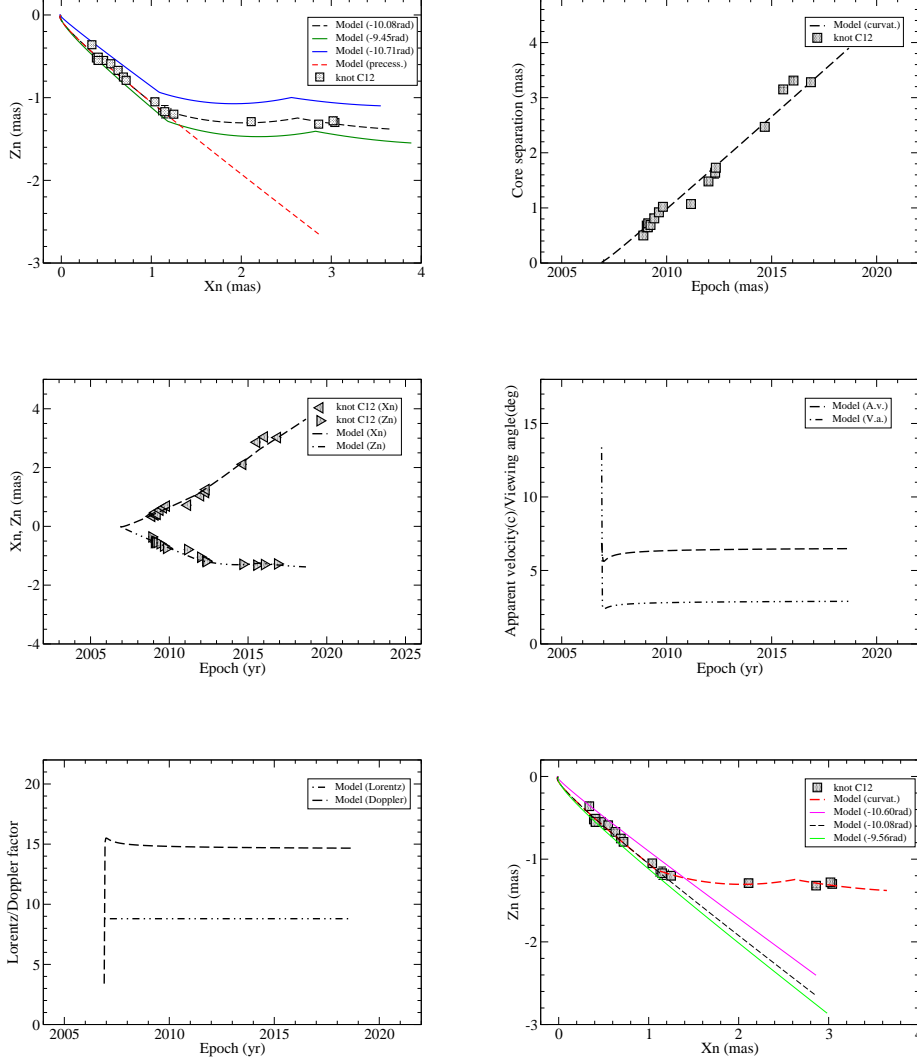 0
-1
-2
-3
Zn (mas)
0
1
2
3
4
Xn (mas)
Model (-10.08rad)
Model (-9.45rad)
Model (-10.71rad)
Model (precess.)
knot C12
4
3
2
1
0
Core separation (mas)
2005
2010
2015
2020
Epoch (mas)
Model (curvat.)
knot C12
4
2
0
-2
-4
Xn, Zn (mas)
2005
2010
2015
2020
2025
Epoch (yr)
knot C12 (Xn)
knot C12 (Zn)
Model (Xn)
Model (Zn)
15
10
5
0
Apparent velocity(c)/Viewing angle(deg)
2005
2010
2015
2020
Epoch (yr)
Model (A.v.)
Model (V.a.)
20
15
10
5
0
Lorentz/Doppler factor
2005
2010
2015
2020
Epoch (yr)
Model (Lorentz)
Model (Doppler)
0
-1
-2
-3
Zn (mas)
0
1
2
3
4
Xn (mas)
knot C12
Model (curvat.)
Model (-10.60rad)
Model (-10.08rad)
Model (-9.56rad)